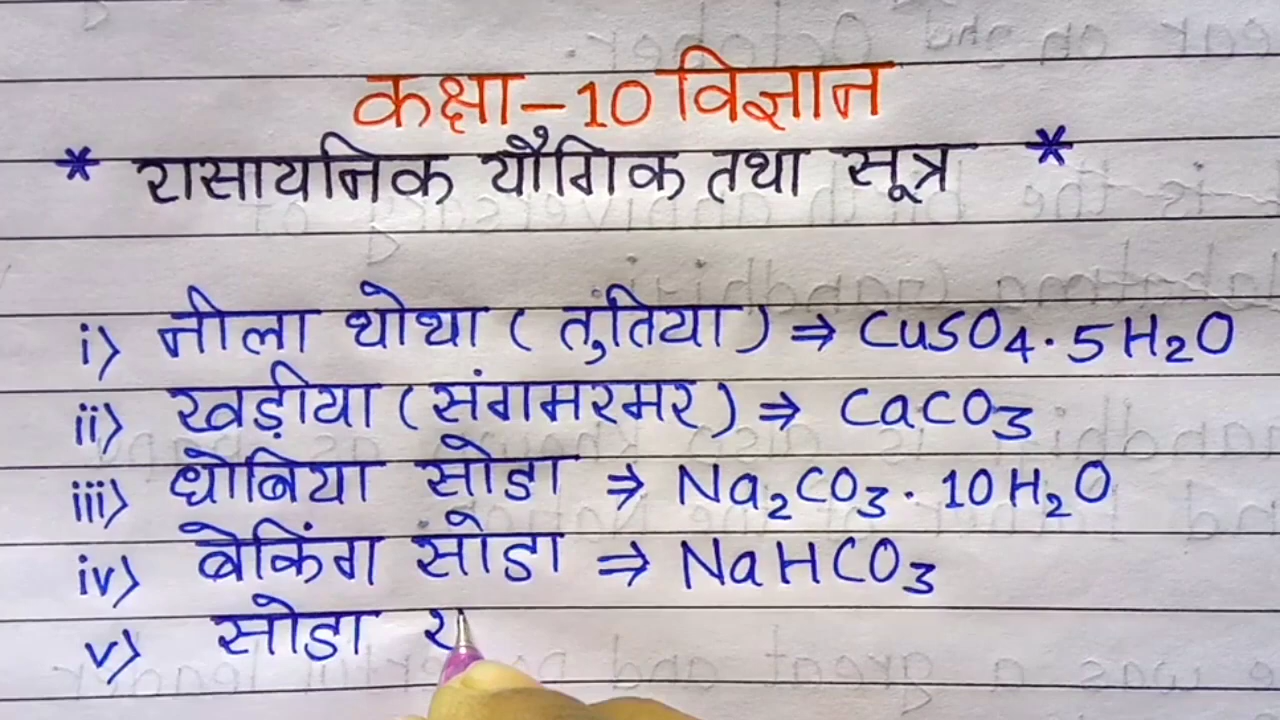 कक्षा-10 विज्ञान
* रासायनिक यौगिक तथा सूत्र *
i) नीला थोथा ( तुतिया ) ⇒ CuSO₄. 5H₂O
ii) खड़ीया (संगमरमर) ⇒ CaCO₃
iii) धोबिया सोडा ⇒ Na₂CO₃. 10H₂O
iv) बेकिंग सोडा ⇒ NaHCO₃
v) सोडा